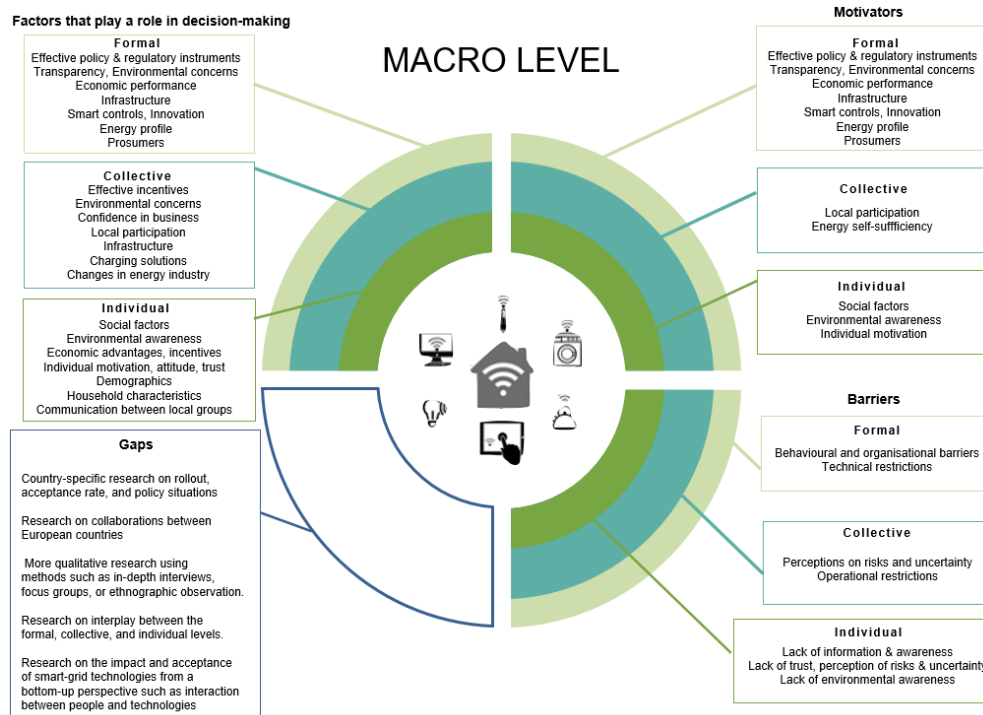 Factors that play a role in decision-making
Formal
Effective policy & regulatory instruments
Transparency, Environmental concerns
Economic performance
Infrastructure
Smart controls, Innovation
Energy profile
Prosumers
Collective
Effective incentives
Environmental concerns
Confidence in business
Local participation
Infrastructure
Charging solutions
Changes in energy industry
Individual
Social factors
Environmental awareness
Economic advantages, incentives
Individual motivation, attitude, trust
Demographics
Household characteristics
Communication between local groups
Gaps
Country-specific research on rollout,
acceptance rate, and policy situations
Research on collaborations between
European countries
More qualitative research using
methods such as in-depth interviews,
focus groups, or ethnographic observation.
Research on interplay between the
formal, collective, and individual levels.
Research on the impact and acceptance
of smart-grid technologies from a
bottom-up perspective such as interaction
between people and technologies
MACRO LEVEL
Motivators
Formal
Effective policy & regulatory instruments
Transparency, Environmental concerns
Economic performance
Infrastructure
Smart controls, Innovation
Energy profile
Prosumers
Collective
Local participation
Energy self-suffficiency
Individual
Social factors
Environmental awareness
Individual motivation
Barriers
Formal
Behavioural and organisational barriers
Technical restrictions
Collective
Perceptions on risks and uncertainty
Operational restrictions
Individual
Lack of information & awareness
Lack of trust, perception of risks & uncertainty
Lack of environmental awareness